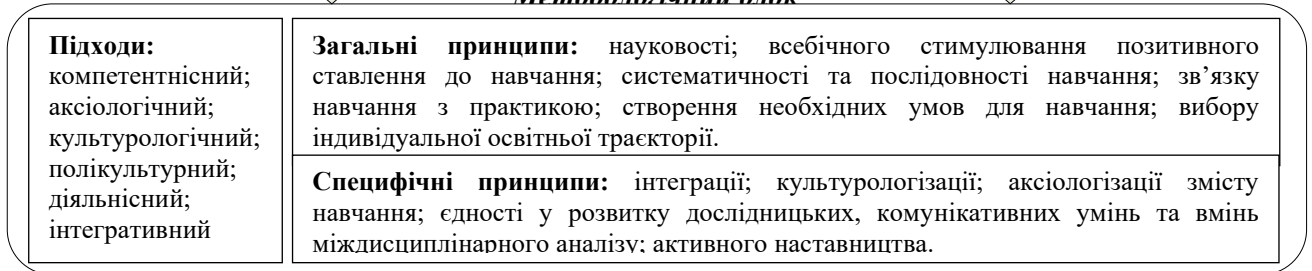 Підходи:
компетентнісний;
аксіологічний;
культурологічний;
полікультурний;
діяльнісний;
інтегративний
Загальні принципи: науковості; всебічного стимулювання позитивного
ставлення до навчання; систематичності та послідовності навчання; зв’язку
навчання з практикою; створення необхідних умов для навчання; вибору
індивідуальної освітньої траєкторії.
Специфічні принципи: інтеграції; культурологізації; аксіологізації змісту
навчання; єдності у розвитку дослідницьких, комунікативних умінь та вмінь
міждисциплінарного аналізу; активного наставництва.